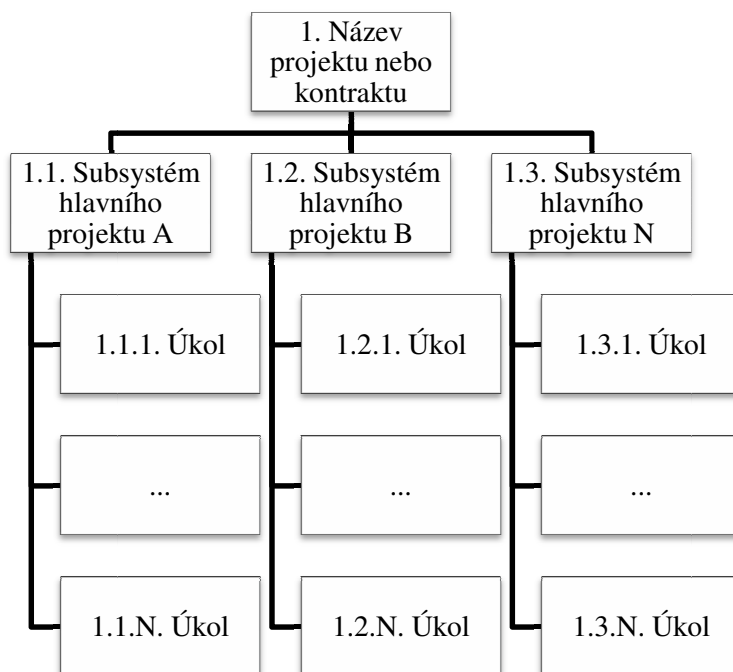 1. Název
projektu nebo
kontraktu
1.1. Subsystém
hlavního
projektu A
1.2. Subsystém
hlavního
projektu B
1.3. Subsystém
hlavního
projektu N
1.1.1. Úkol
1.2.1. Úkol
1.3.1. Úkol
...
...
...
1.1.N. Úkol
1.2.N. Úkol
1.3.N. Úkol